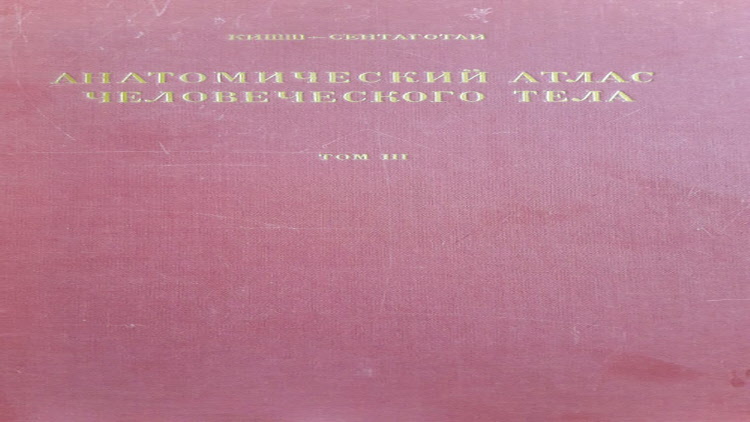 КИШШ—СЕНТАГОТАИ
АНАТОМИЧЕСКИЙ АТЛАС
ЧЕЛОВЕЧЕСКОГО ТЕЛА
ТОМ III